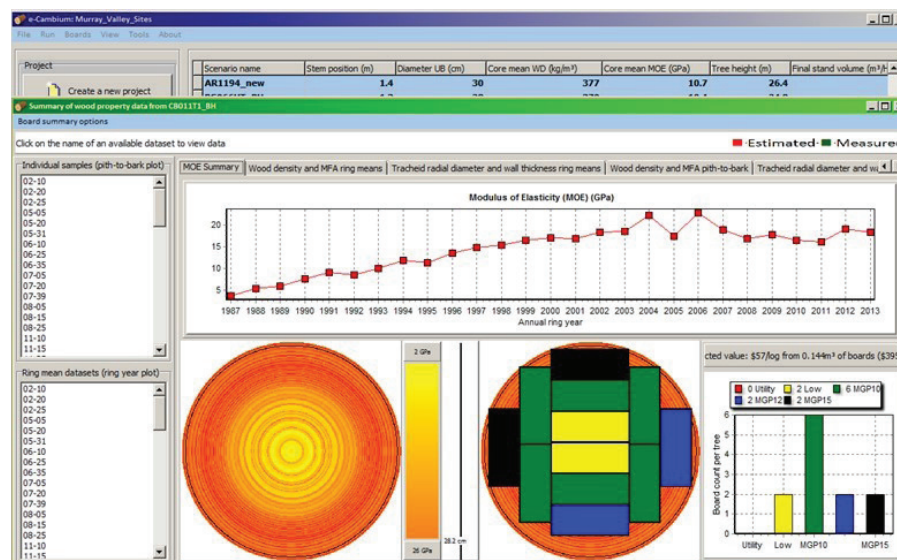 e-Cambium: Murray_Valley_Sites
File Run Boards View Tools About
Project
Create a new project
Scenario name Stem position (m) Diameter UB (cm) Core mean WD (kg/m³) Core mean MOE (GPa) Tree height (m) Final stand volume (m³/H
AR1194_new 1.4 30 377 10.7 26.4
Summary of wood property data from CB011T1_BH
Board summary options
Click on the name of an available dataset to view data
Estimated Measure
Individual samples (pith-to-bark plot)
02-10
02-20
02-25
05-05
05-20
05-31
06-10
06-25
06-35
07-05
07-20
07-39
08-05
08-15
08-25
11-10
11-15
MOE Summary Wood density and MFA ring means Tracheid radial diameter and wall thickness ring means Wood density and MFA pith-to-bark Tracheid radial diameter and
Modulus of Elasticity (MOE) (GPa)
20
15
10
5
1987 1988 1989 1990 1991 1992 1993 1994 1995 1996 1997 1998 1999 2000 2001 2002 2003 2004 2005 2006 2007 2008 2009 2010 2011 2012 2013
Annual ring year
Ring mean datasets (ring year plot)
02-10
02-20
02-25
05-05
05-20
05-31
06-10
06-25
06-35
07-05
07-20
07-39
08-05
08-15
08-25
11-10
11-15
2 GPa
26 GPa
28.2 cm
cted value: $57/log from 0.144m³ of boards ($395
0 Utility 2 Low 6 MGP10
2 MGP12 2 MGP15
Board count per tree
6
5
4
3
2
1
0
Utility Low MGP10 MGP15